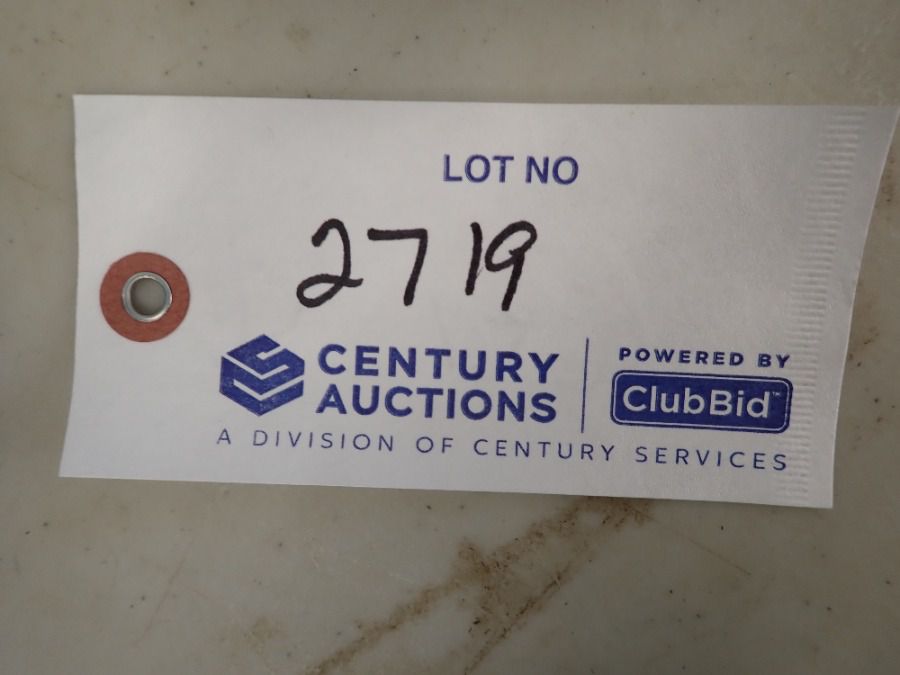 LOT NO
2719
CENTURY
AUCTIONS
A DIVISION OF CENTURY SERVICES
POWERED BY
ClubBid™